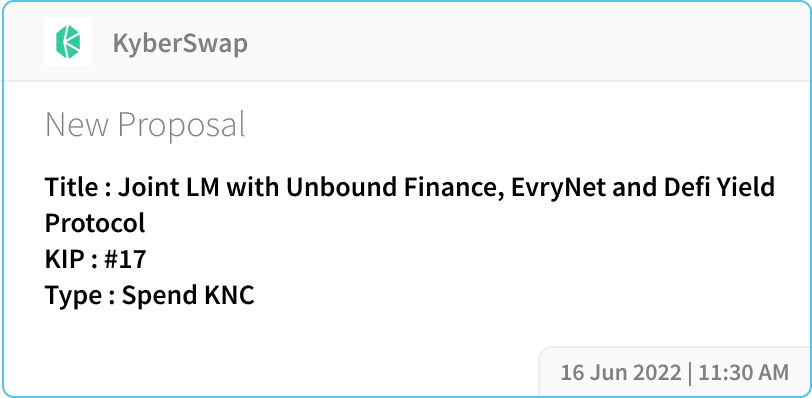 KyberSwap
New Proposal
Title : Joint LM with Unbound Finance, EvryNet and Defi Yield
Protocol
KIP : #17
Type : Spend KNC
16 Jun 2022 | 11:30 AM